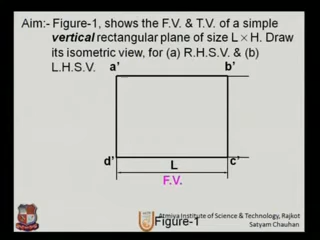 Aim:- Figure-1, shows the F.V. & T.V. of a simple
vertical rectangular plane of size L × H. Draw
its isometric view, for (a) R.H.S.V. & (b)
L.H.S.V.
a’ b’
d’ c’
L
F.V.
Atmiya Institute of Science & Technology, Rajkot
Figure-1
Satyam Chauhan